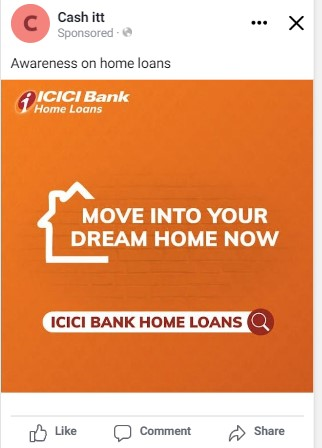 C
Cash itt
Sponsored ·
Awareness on home loans
i ICICI Bank
Home Loans
MOVE INTO YOUR
DREAM HOME NOW
ICICI BANK HOME LOANS
Like
Comment
Share